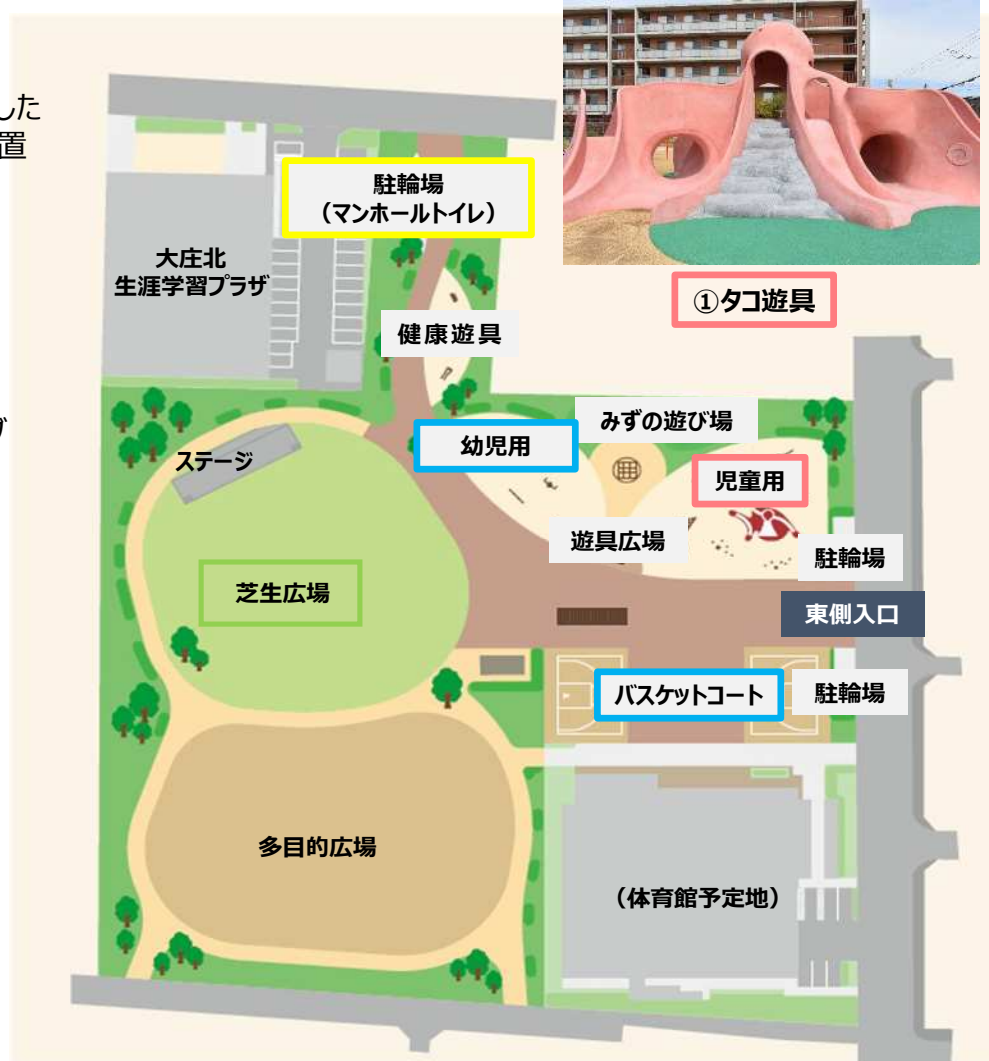 した
置
駐輪場
（マンホールトイレ）
大庄北
生涯学習プラザ
①タコ遊具
健康遊具
みずの遊び場
幼児用
ステージ
児童用
遊具広場
駐輪場
芝生広場
東側入口
バスケットコート
駐輪場
多目的広場
（体育館予定地）